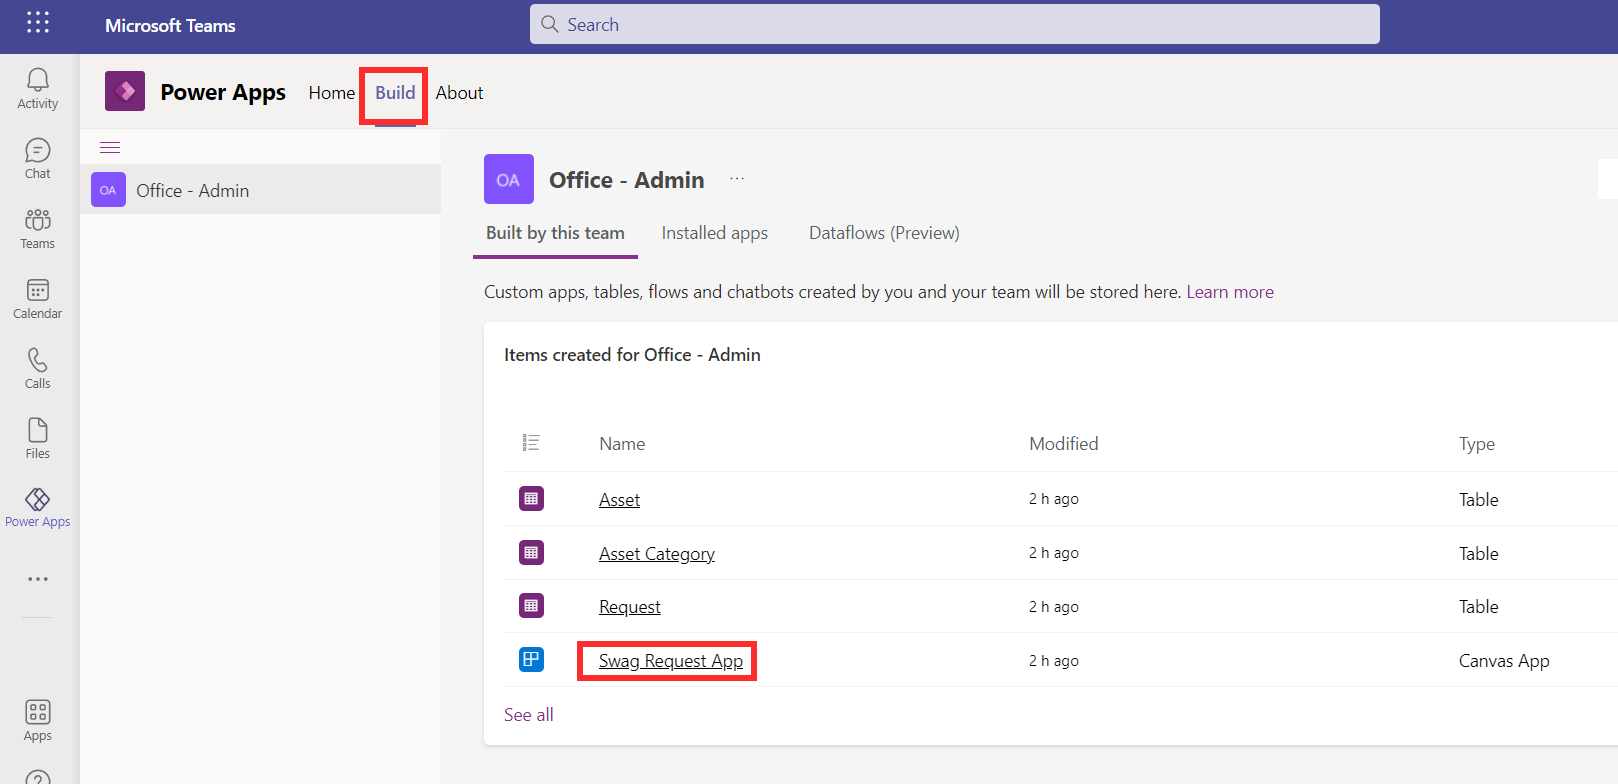 Microsoft Teams
Search
Activity
Chat
Teams
Calendar
Calls
Files
Power Apps
Apps
Power Apps Home Build About
OA Office - Admin
OA Office - Admin ...
Built by this team Installed apps Dataflows (Preview)
Custom apps, tables, flows and chatbots created by you and your team will be stored here. Learn more
Items created for Office - Admin
Name Modified Type
Asset 2 h ago Table
Asset Category 2 h ago Table
Request 2 h ago Table
Swag Request App 2 h ago Canvas App
See all